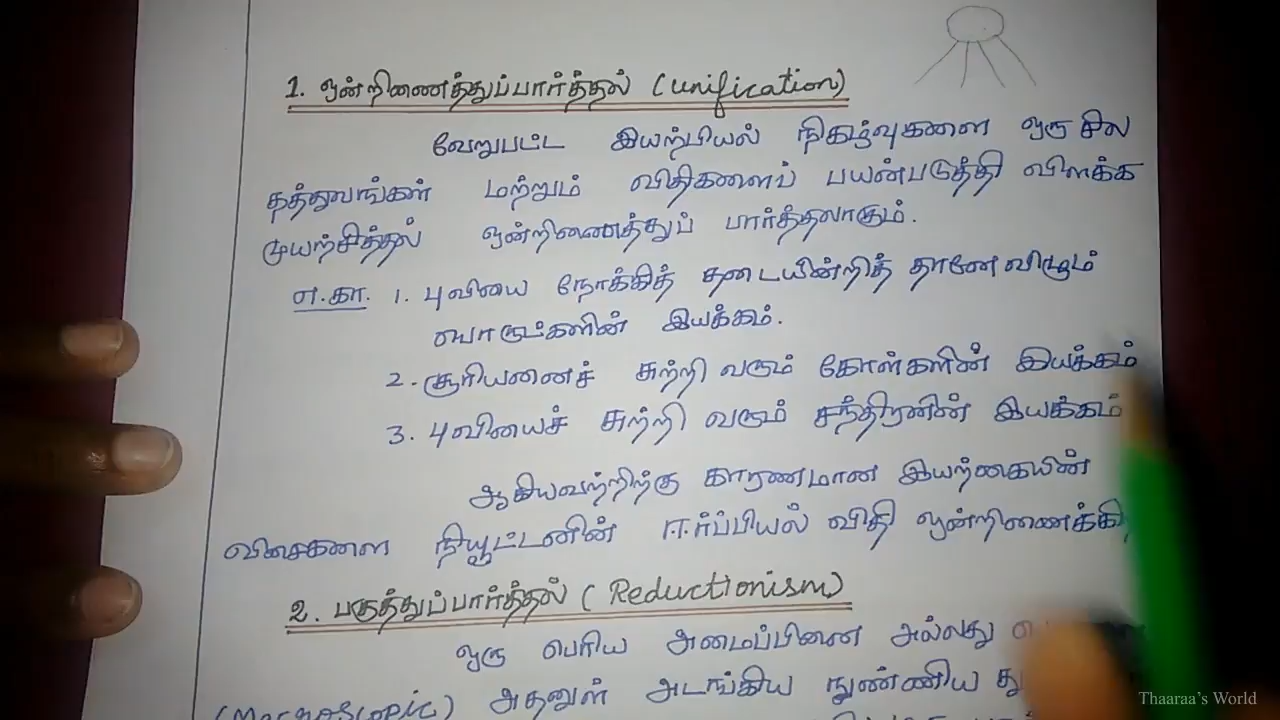 1. ஒன்றிணைத்துப்பார்த்தல் (unification)
வேறுபட்ட இயற்பியல் நிகழ்வுகளை ஒரு சில
தத்துவங்கள் மற்றும் விதிகளைப் பயன்படுத்தி விளக்க
முயற்சித்தல் ஒன்றிணைத்துப் பார்த்தலாகும்.
எ.கா. 1. புவியை நோக்கித் தடையின்றித் தானே விழும்
பொருட்களின் இயக்கம்.
2. சூரியனைச் சுற்றி வரும் கோள்களின் இயக்கம்
3. புவியைச் சுற்றி வரும் சந்திரனின் இயக்கம்
ஆகியவற்றிற்கு காரணமான இயற்கையின்
விசைகளை நியூட்டனின் ஈர்ப்பியல் விதி ஒன்றிணைக்கி
2. பகுத்துப்பார்த்தல் (Reductionism)
ஒரு பெரிய அமைப்பினை அல்லது
(Macroscopic) அதனுள் அடங்கிய நுண்ணிய
Thaaraa's World